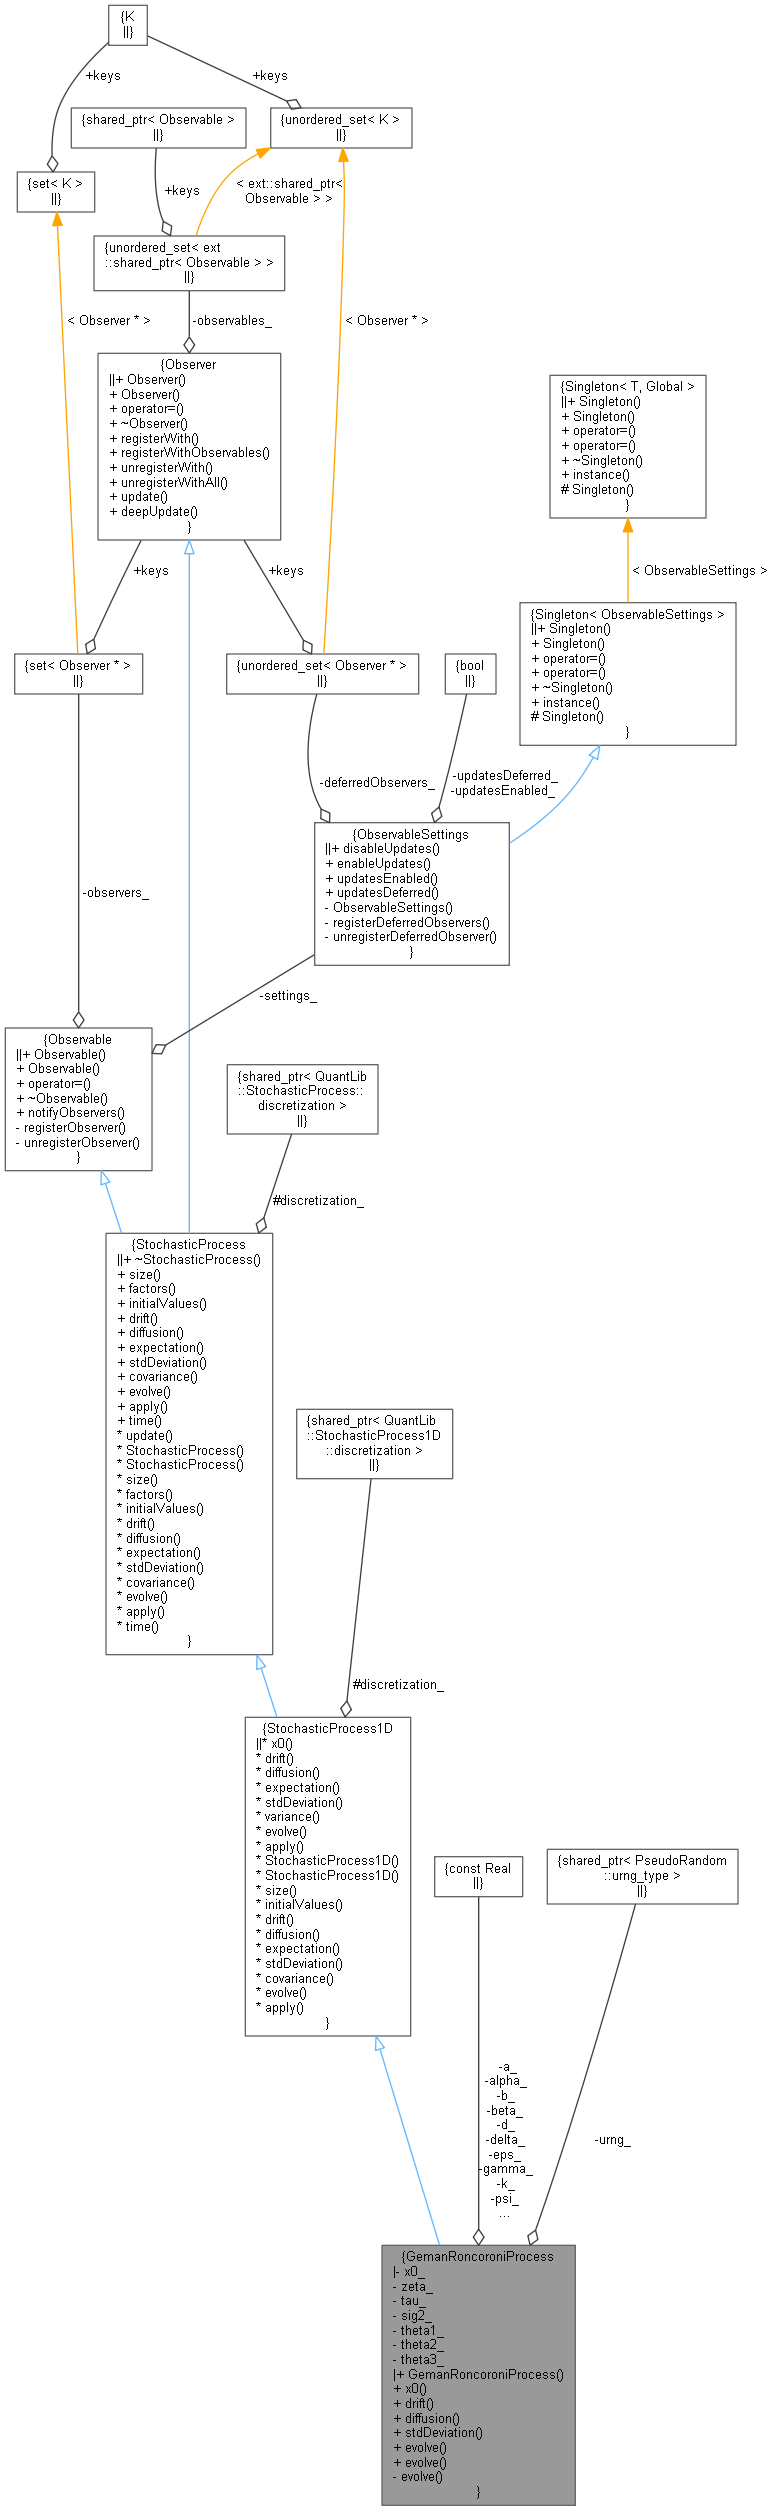 {K
||}
+keys
+keys
{shared_ptr< Observable >
||}
{unordered_set< K >
||}
{set< K >
||}
+keys
< ext::shared_ptr<
Observable > >
{unordered_set< ext
::shared_ptr< Observable > >
||}
< Observer * >
-observables_
< Observer * >
{Observer
||+ Observer()
+ Observer()
+ operator=()
+ ~Observer()
+ registerWith()
+ registerWithObservables()
+ unregisterWith()
+ unregisterWithAll()
+ update()
+ deepUpdate()
}
{Singleton< T, Global >
||+ Singleton()
+ Singleton()
+ operator=()
+ operator=()
+ ~Singleton()
+ instance()
# Singleton()
}
+keys
+keys
< ObservableSettings >
{Singleton< ObservableSettings >
||+ Singleton()
+ Singleton()
+ operator=()
+ operator=()
+ ~Singleton()
+ instance()
# Singleton()
}
{set< Observer * >
||}
{unordered_set< Observer * >
||}
{bool
||}
-deferredObservers_
-updatesDeferred_
-updatesEnabled_
{ObservableSettings
||+ disableUpdates()
+ enableUpdates()
+ updatesEnabled()
+ updatesDeferred()
- ObservableSettings()
- registerDeferredObservers()
- unregisterDeferredObserver()
}
-observers_
-settings_
{Observable
||+ Observable()
+ Observable()
+ operator=()
+ ~Observable()
+ notifyObservers()
- registerObserver()
- unregisterObserver()
}
{shared_ptr< QuantLib
::StochasticProcess::
discretization >
||}
#discretization_
{StochasticProcess
||+ ~StochasticProcess()
+ size()
+ factors()
+ initialValues()
+ drift()
+ diffusion()
+ expectation()
+ stdDeviation()
+ covariance()
+ evolve()
+ apply()
+ time()
* update()
* StochasticProcess()
* StochasticProcess()
* size()
* factors()
* initialValues()
* drift()
* diffusion()
* expectation()
* stdDeviation()
* covariance()
* evolve()
* apply()
* time()
}
{shared_ptr< QuantLib
::StochasticProcess1D
::discretization >
||}
#discretization_
{StochasticProcess1D
||* x0()
* drift()
* diffusion()
* expectation()
* stdDeviation()
* variance()
* evolve()
* apply()
* StochasticProcess1D()
* StochasticProcess1D()
* size()
* initialValues()
* drift()
* diffusion()
* expectation()
* stdDeviation()
* covariance()
* evolve()
* apply()
}
{const Real
||}
{shared_ptr< PseudoRandom
::urng_type >
||}
-a_
-alpha_
-b_
-beta_
-d_
-delta_
-eps_
-gamma_
-k_
-psi_
...
-urng_
{GemanRoncoroniProcess
|- x0_
- zeta_
- tau_
- sig2_
- theta1_
- theta2_
- theta3_
|+ GemanRoncoroniProcess()
+ x0()
+ drift()
+ diffusion()
+ stdDeviation()
+ evolve()
+ evolve()
- evolve()
}